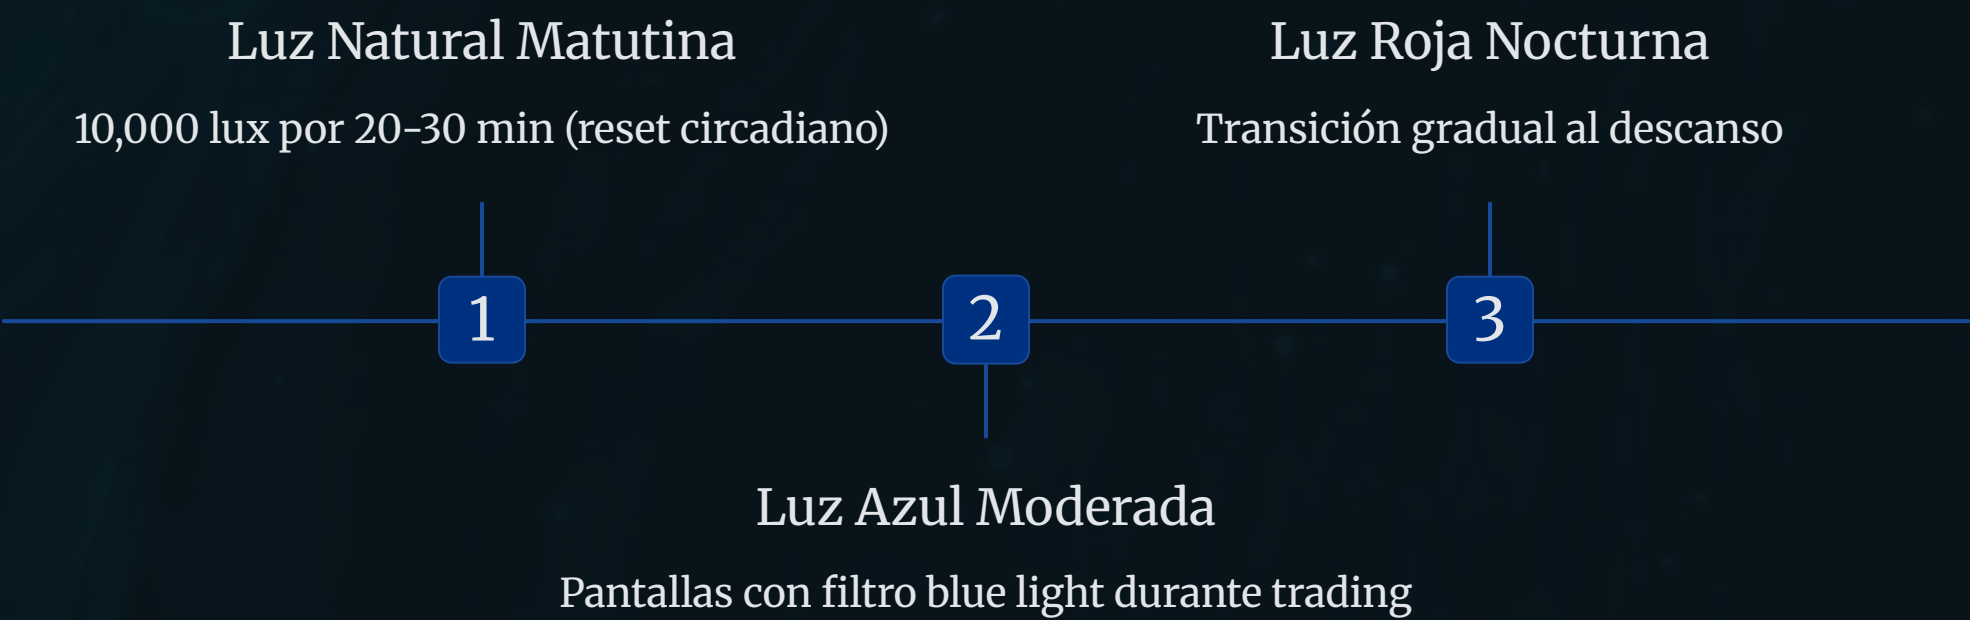 Luz Natural Matutina
10,000 lux por 20-30 min (reset circadiano)
Luz Roja Nocturna
Transición gradual al descanso
1
2
3
Luz Azul Moderada
Pantallas con filtro blue light durante trading